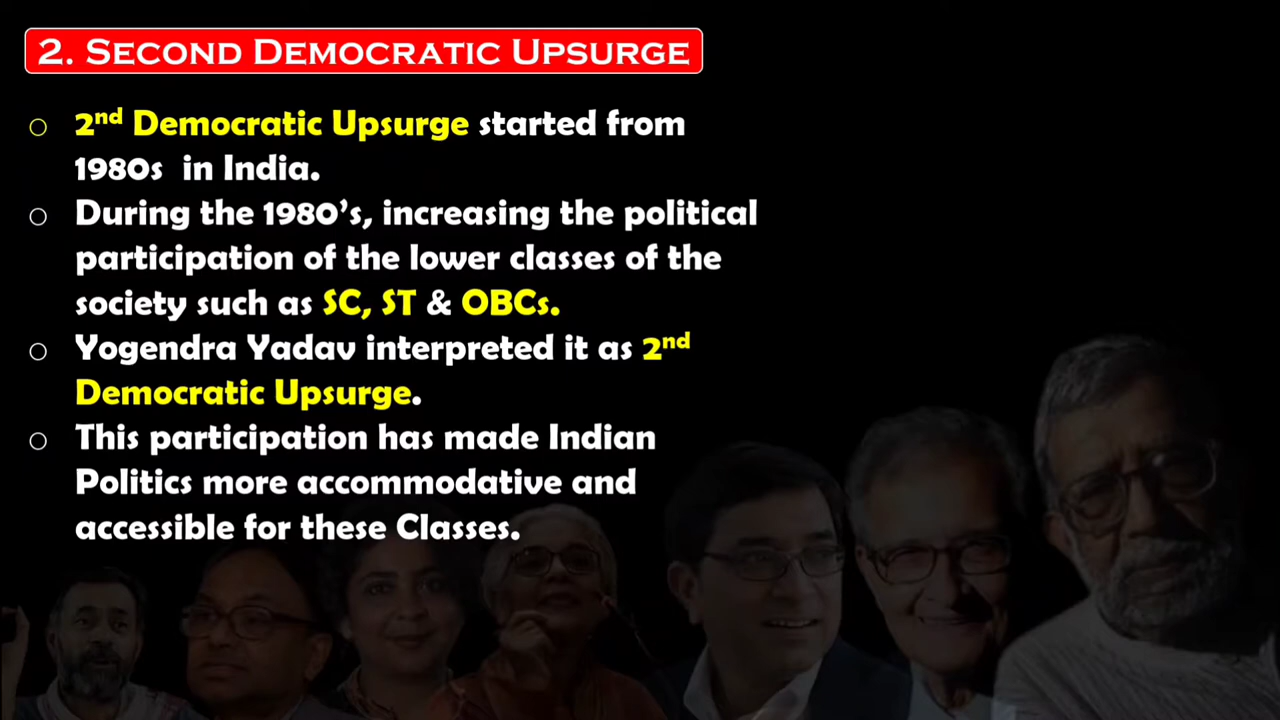 2. SECOND DEMOCRATIC UPSURGE
○ 2nd Democratic Upsurge started from
1980s in India.
○ During the 1980's, increasing the political
participation of the lower classes of the
society such as SC, ST & OBCs.
○ Yogendra Yadav interpreted it as 2nd
Democratic Upsurge.
○ This participation has made Indian
Politics more accommodative and
accessible for these Classes.